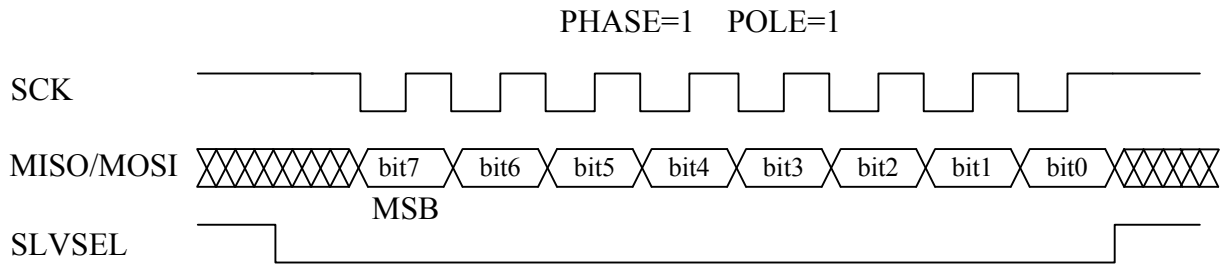 PHASE=1 POLE=1
SCK
MISO/MOSI bit7 bit6 bit5 bit4 bit3 bit2 bit1 bit0
MSB
SLVSEL